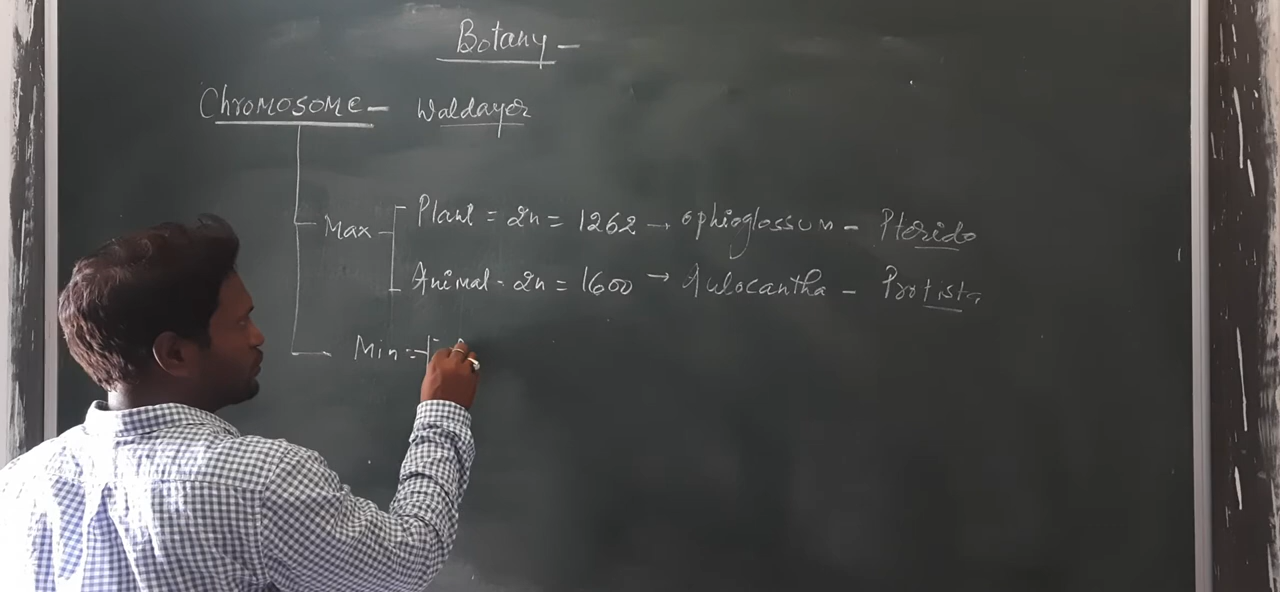 Botany -
Chromosome - Waldayer
Max
Plant = 2n = 1262 → Ophioglossum - Pterido
Animal - 2n = 1600 → Aulocantha - Protista
Min =